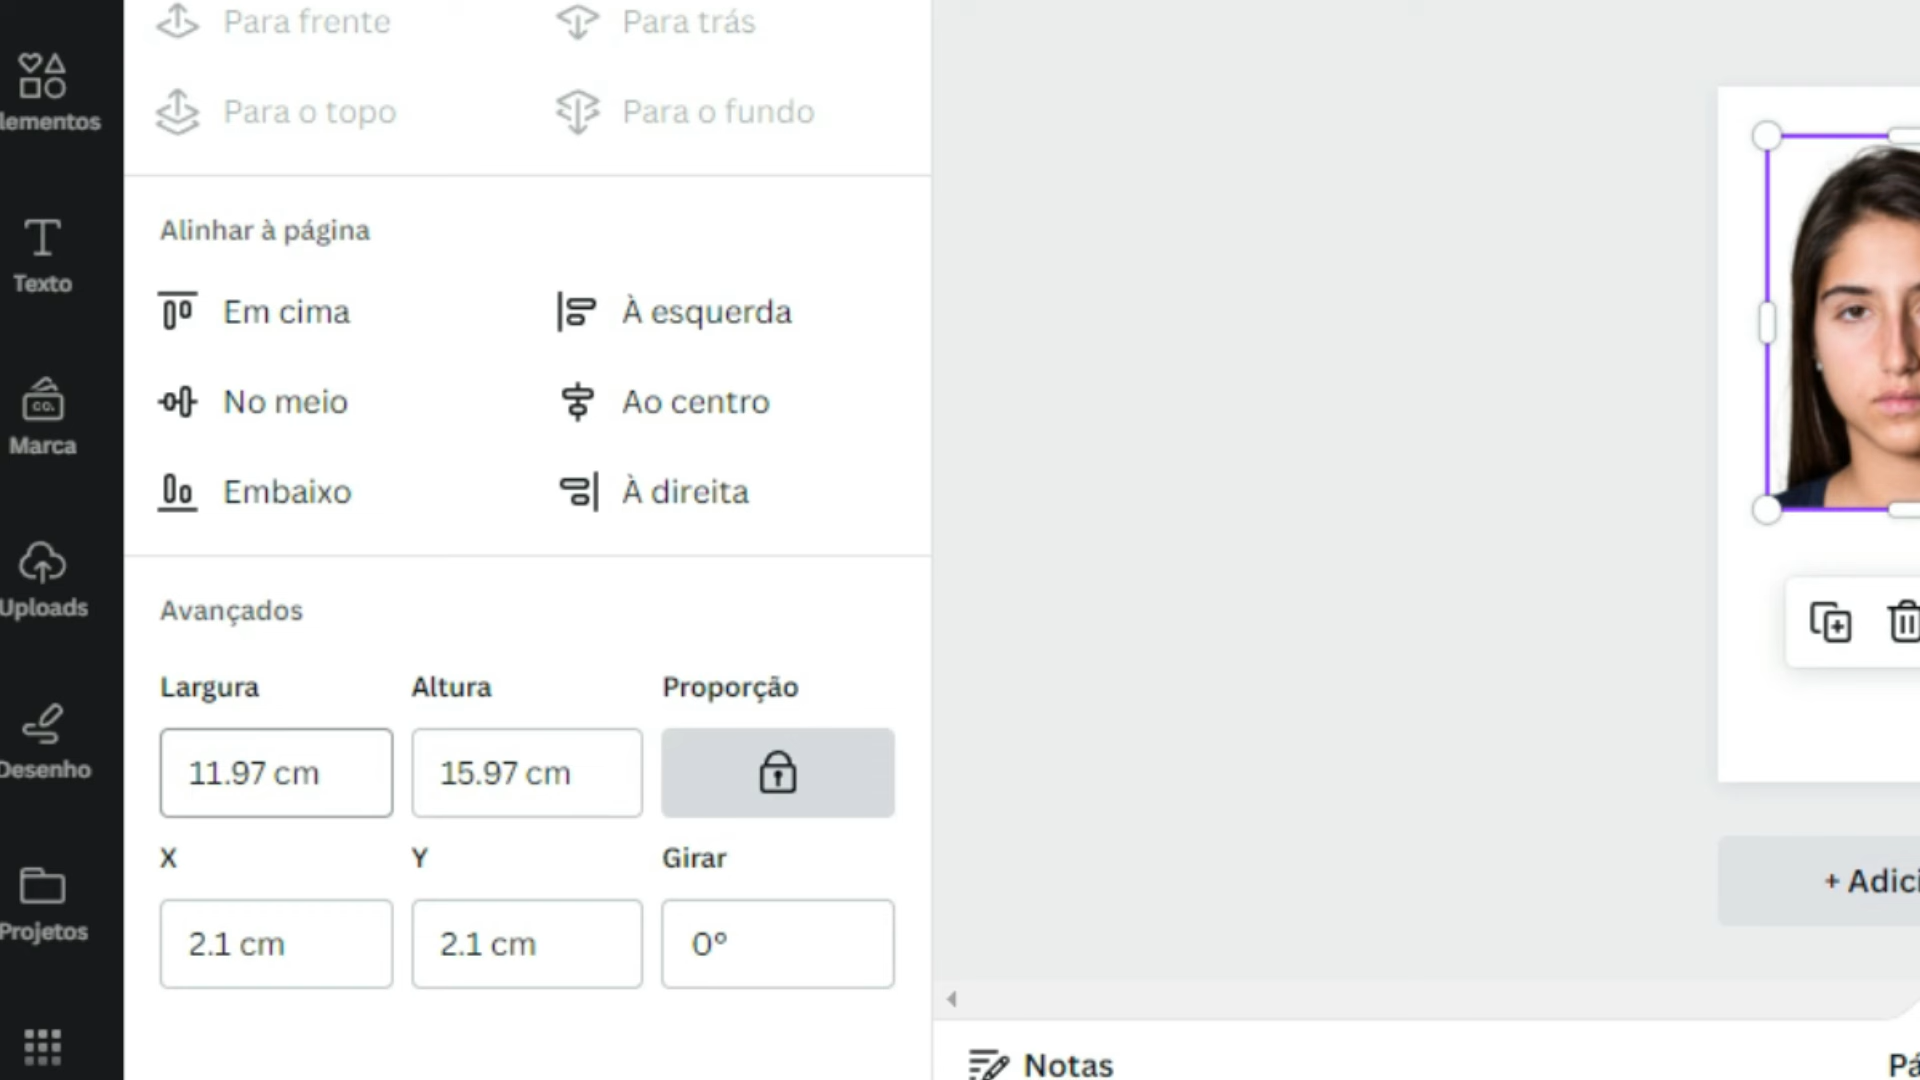 lementos
Texto
Marca
Uploads
Desenho
Projetos
Para frente
Para trás
Para o topo
Para o fundo
Alinhar à página
Em cima
À esquerda
No meio
Ao centro
Embaixo
À direita
Avançados
Largura
Altura
Proporção
11.97 cm
15.97 cm
X
Y
Girar
2.1 cm
2.1 cm
0°
+ Adici
Notas
Pá
CO.